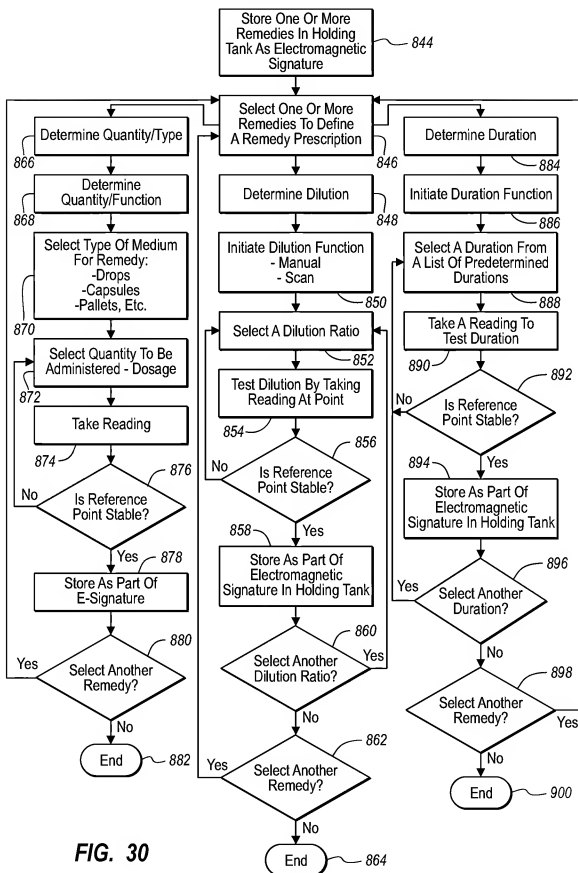 Store One Or More
Remedies In Holding
Tank As Electromagnetic
Signature
844
Select One Or More
Remedies To Define
A Remedy Prescription
846
Determine Quantity/Type
866
Determine
Quantity/Function
868
Select Type Of Medium
For Remedy:
-Drops
-Capsules
-Pallets, Etc.
870
Select Quantity To Be
Administered - Dosage
872
Take Reading
874
Is Reference
Point Stable?
876
No
Yes
Store As Part Of
E-Signature
878
Select Another
Remedy?
880
Yes
No
End
882
Determine Dilution
848
Initiate Dilution Function
- Manual
- Scan
850
Select A Dilution Ratio
852
Test Dilution By Taking
Reading At Point
854
Is Reference
Point Stable?
856
No
Yes
Store As Part Of
Electromagnetic
Signature In Holding Tank
858
Select Another
Dilution Ratio?
860
Yes
No
Select Another
Remedy?
862
Yes
No
End
864
Determine Duration
884
Initiate Duration Function
886
Select A Duration From
A List Of Predetermined
Durations
888
Take A Reading To
Test Duration
890
Is Reference
Point Stable?
892
No
Yes
Store As Part Of
Electromagnetic
Signature In Holding Tank
894
Select Another
Duration?
896
Yes
No
Select Another
Remedy?
898
Yes
No
End
900
FIG. 30